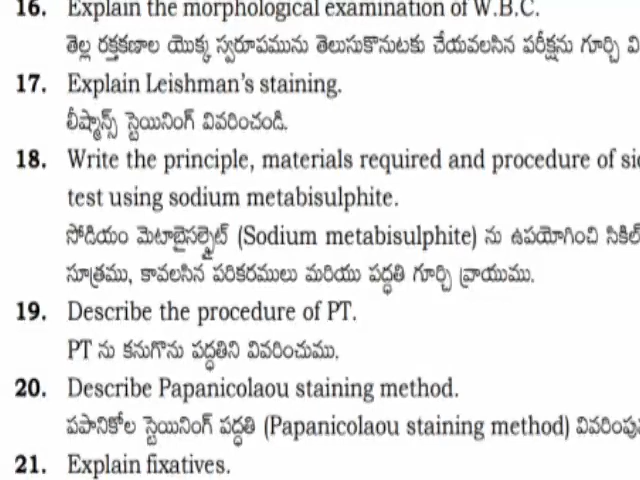 16. Explain the morphological examination of W.B.C.
తెల్ల రక్తకణాల యొక్క స్వరూపమును తెలుసుకొనుటకు చేయవలసిన పరీక్షను గూర్చి
17. Explain Leishman's staining.
లీష్మాన్స్ స్టెయినింగ్ వివరించండి.
18. Write the principle, materials required and procedure of
test using sodium metabisulphite.
సోడియం మెటాబైసల్ఫైట్ (Sodium metabisulphite) ను ఉపయోగించి
సూత్రము, కావలసిన పరికరములు మరియు పద్ధతి గూర్చి వ్రాయుము.
19. Describe the procedure of PT.
PT ను కనుగొను పద్ధతిని వివరించుము.
20. Describe Papanicolaou staining method.
పపానికోల స్టెయినింగ్ పద్ధతి (Papanicolaou staining method)
21. Explain fixatives.